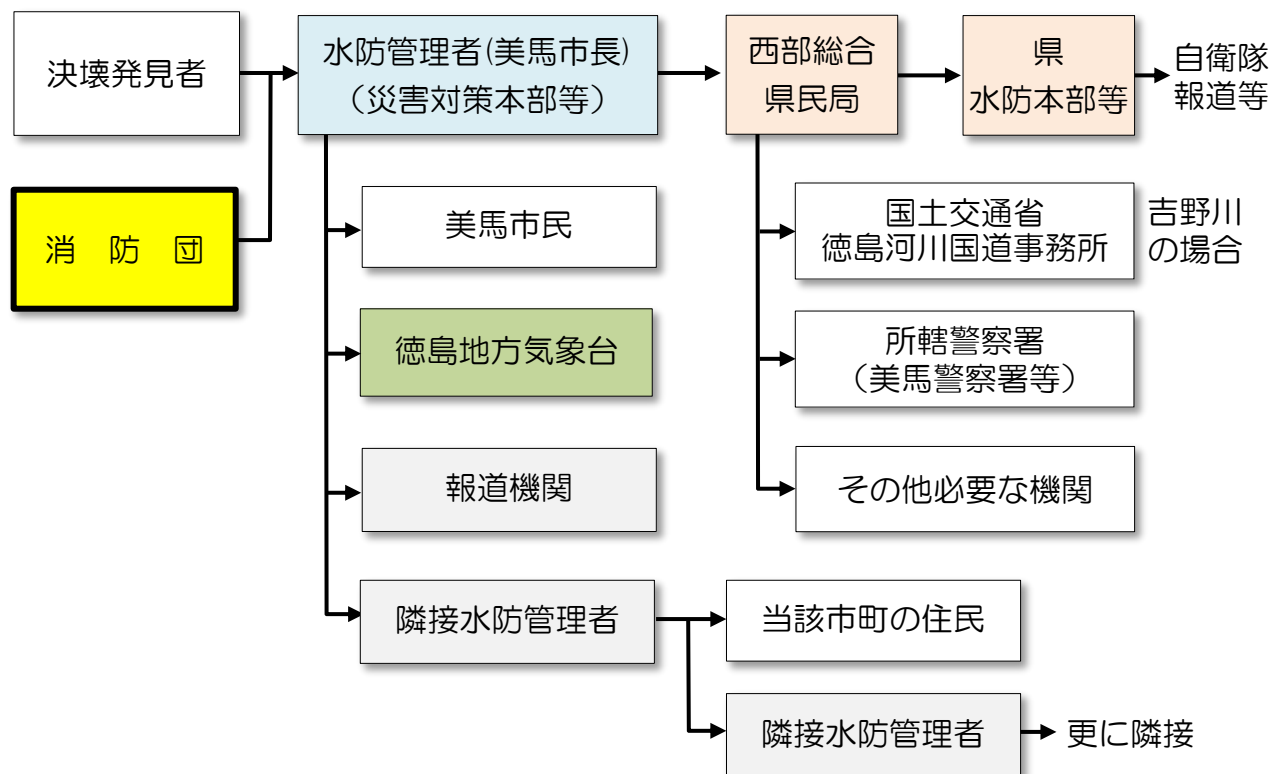 決壊発見者
水防管理者(美馬市長)
（災害対策本部等）
西部総合
県民局
県
水防本部等
自衛隊
報道等
消　防　団
美馬市民
国土交通省
徳島河川国道事務所
吉野川
の場合
徳島地方気象台
所轄警察署
（美馬警察署等）
報道機関
その他必要な機関
隣接水防管理者
当該市町の住民
隣接水防管理者
更に隣接